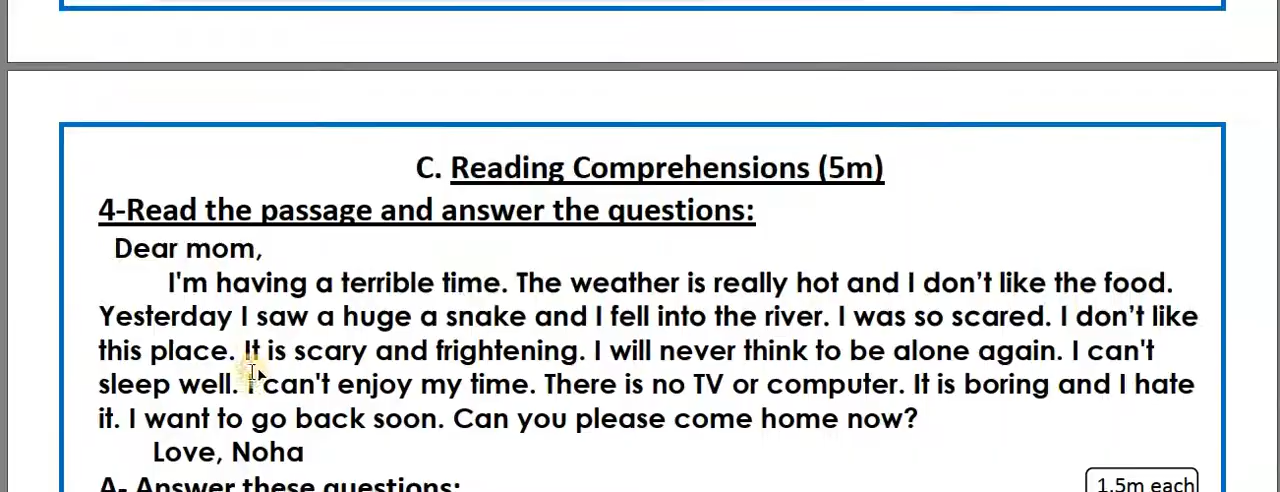 C. Reading Comprehensions (5m)
4-Read the passage and answer the questions:
Dear mom,
I'm having a terrible time. The weather is really hot and I don’t like the food.
Yesterday I saw a huge a snake and I fell into the river. I was so scared. I don’t like
this place. It is scary and frightening. I will never think to be alone again. I can't
sleep well. I can't enjoy my time. There is no TV or computer. It is boring and I hate
it. I want to go back soon. Can you please come home now?
Love, Noha
A- Answer these questions:
1.5m each